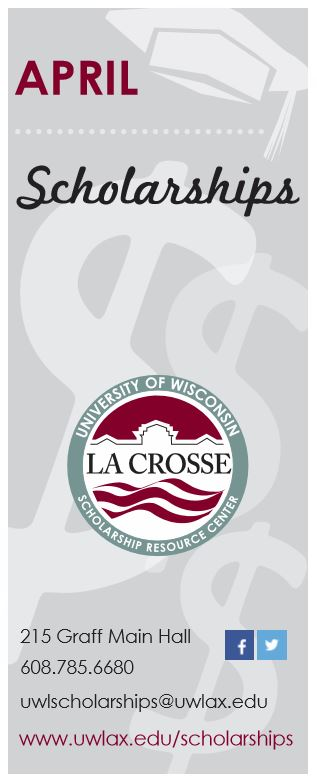 APRIL
Scholarships
UNIVERSITY OF WISCONSIN
LA CROSSE
SCHOLARSHIP RESOURCE CENTER
215 Graff Main Hall
608.785.6680
uwlscholarships@uwlax.edu
www.uwlax.edu/scholarships